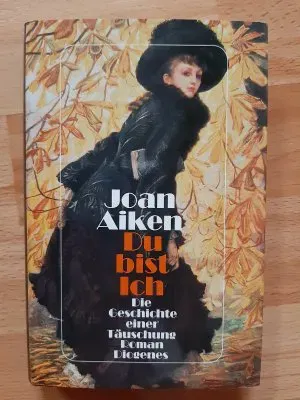 Joan
Aiken
Du
bist
Ich
Die
Geschichte
einer
Täuschung
Roman
Diogenes